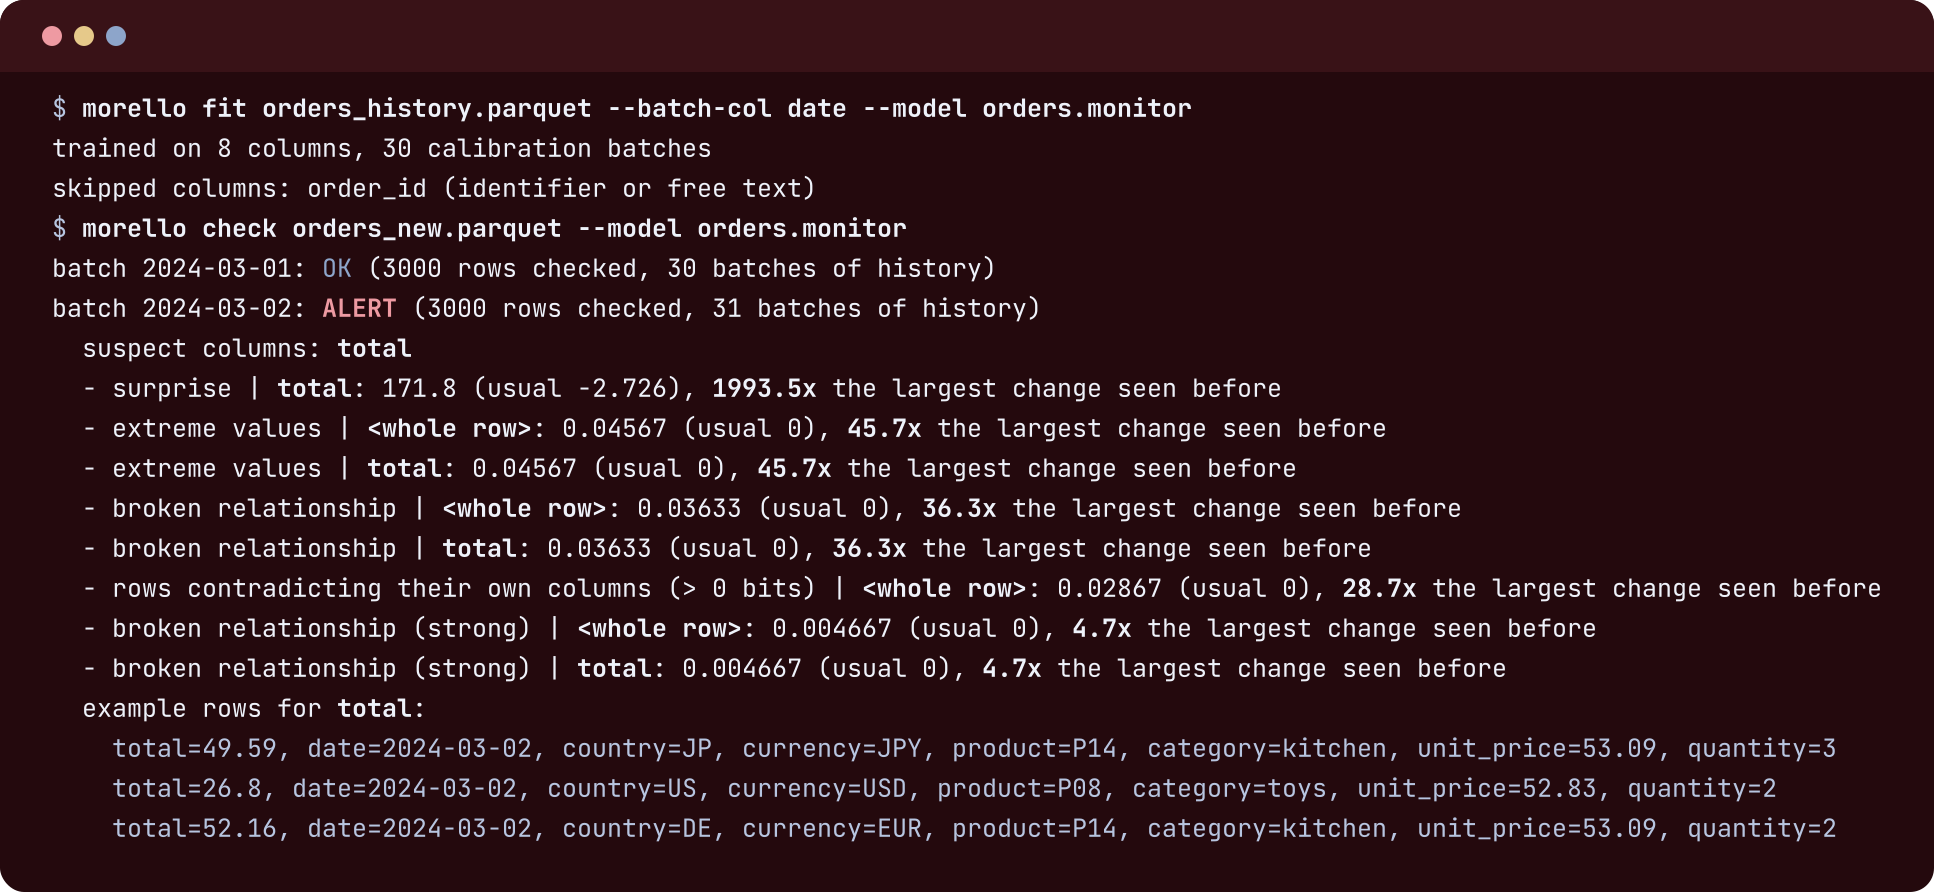 $ morello fit orders_history.parquet --batch-col date --model orders.monitor
trained on 8 columns, 30 calibration batches
skipped columns: order_id (identifier or free text)
$ morello check orders_new.parquet --model orders.monitor
batch 2024-03-01: OK (3000 rows checked, 30 batches of history)
batch 2024-03-02: ALERT (3000 rows checked, 31 batches of history)
  suspect columns: total
  - surprise | total: 171.8 (usual -2.726), 1993.5x the largest change seen before
  - extreme values | <whole row>: 0.04567 (usual 0), 45.7x the largest change seen before
  - extreme values | total: 0.04567 (usual 0), 45.7x the largest change seen before
  - broken relationship | <whole row>: 0.03633 (usual 0), 36.3x the largest change seen before
  - broken relationship | total: 0.03633 (usual 0), 36.3x the largest change seen before
  - rows contradicting their own columns (> 0 bits) | <whole row>: 0.02867 (usual 0), 28.7x the largest change seen before
  - broken relationship (strong) | <whole row>: 0.004667 (usual 0), 4.7x the largest change seen before
  - broken relationship (strong) | total: 0.004667 (usual 0), 4.7x the largest change seen before
  example rows for total:
    total=49.59, date=2024-03-02, country=JP, currency=JPY, product=P14, category=kitchen, unit_price=53.09, quantity=3
    total=26.8, date=2024-03-02, country=US, currency=USD, product=P08, category=toys, unit_price=52.83, quantity=2
    total=52.16, date=2024-03-02, country=DE, currency=EUR, product=P14, category=kitchen, unit_price=53.09, quantity=2